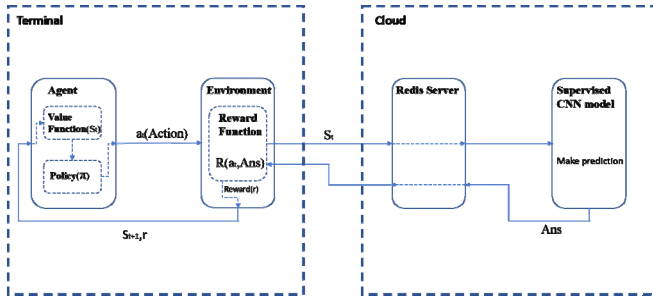 Terminal
Cloud
Agent
Value
Function(Sₜ)
Policy(π)
aₜ(Action)
Environment
Reward
Function
R(aₜ,Ans)
Reward(r)
Sₜ
Redis Server
Supervised
CNN model
Make prediction
Ans
Sₜ₊₁,r